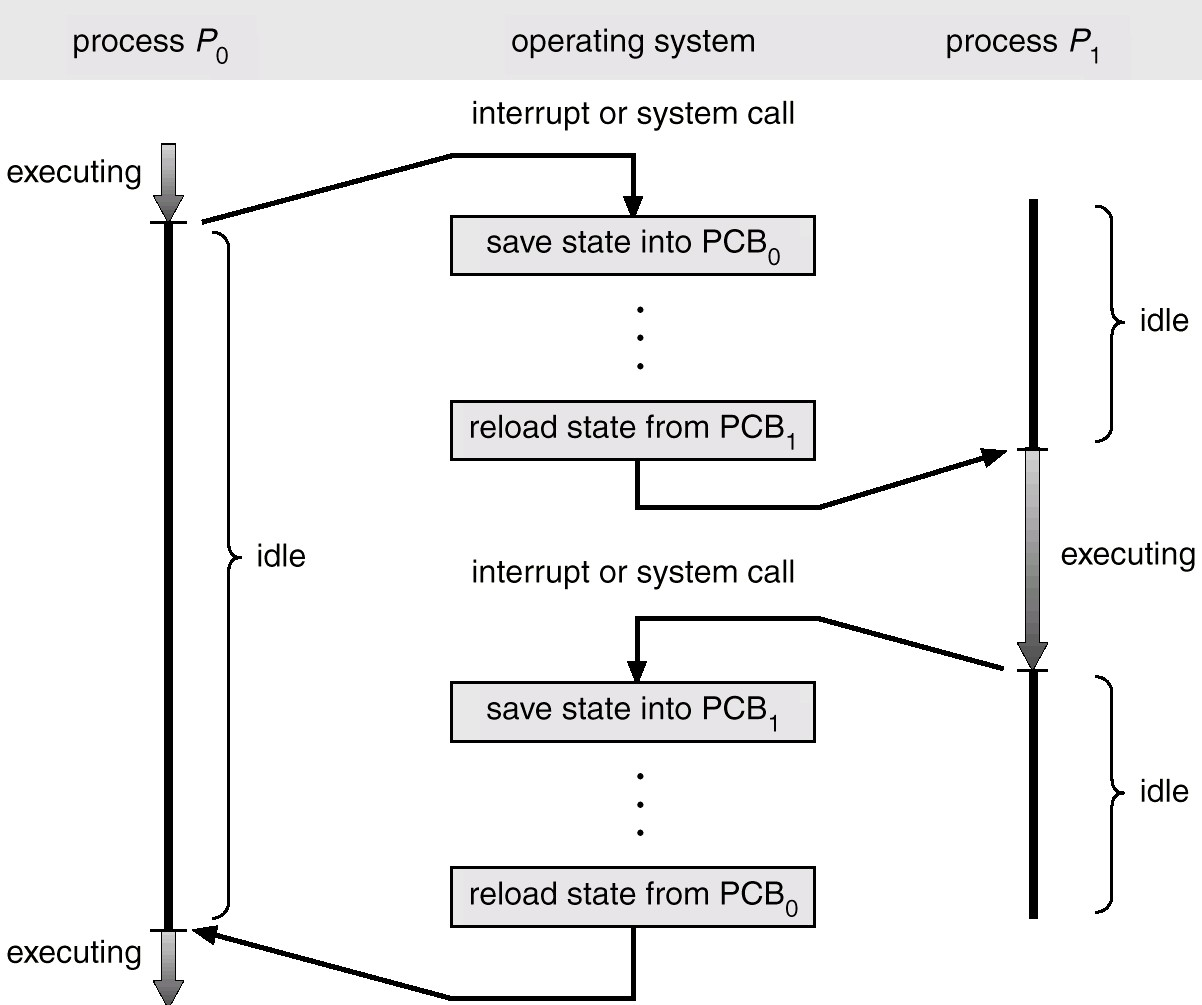 process P₀
operating system
process P₁
interrupt or system call
executing
save state into PCB₀
idle
reload state from PCB₁
idle
executing
interrupt or system call
save state into PCB₁
idle
reload state from PCB₀
executing